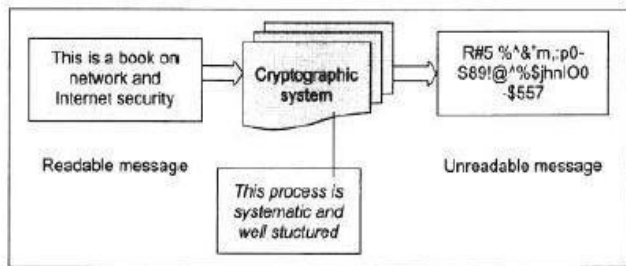 This is a book on
network and
Internet security
Cryptographic
system
R#5 %^&*m,:p0-
S89!@^%$jhnlO0
-$557
Readable message
Unreadable message
This process is
systematic and
well stuctured